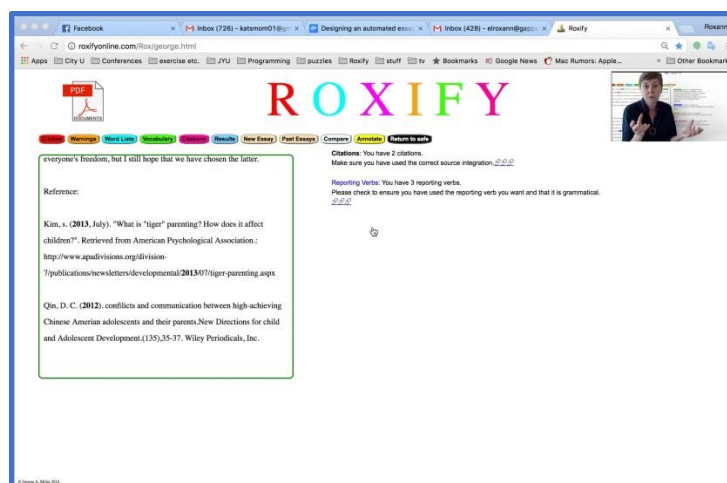 Facebook
Inbox (728) - katsmom01@gm
Designing an automated essay
Inbox (428) - elroxann@gapps
Roxify
Roxann
roxifyonline.com/Rox/george.html
Apps City U Conferences exercise etc. JYU Programming puzzles Roxify stuff tv Bookmarks Google News Mac Rumors: Apple... » Other Bookmark
PDF
DOCUMENTS
ROXIFY
Warnings Word Lists Vocabulary Citations Results New Essay Past Essays Compare Annotate Return to safe
everyone's freedom, but I still hope that we have chosen the latter.
Reference:
Kim, s. (2013, July). "What is "tiger" parenting? How does it affect
children?". Retrieved from American Psychological Association.:
http://www.apadivisions.org/division-
7/publications/newsletters/developmental/2013/07/tiger-parenting.aspx
Qin, D. C. (2012). confilicts and communication between high-achieving
Chinese Amerian adolescents and their parents.New Directions for child
and Adolescent Development.(135),35-37. Wiley Periodicals, Inc.
Citations: You have 2 citations.
Make sure you have used the correct source integration.
Reporting Verbs: You have 3 reporting verbs.
Please check to ensure you have used the reporting verb you want and that it is grammatical.